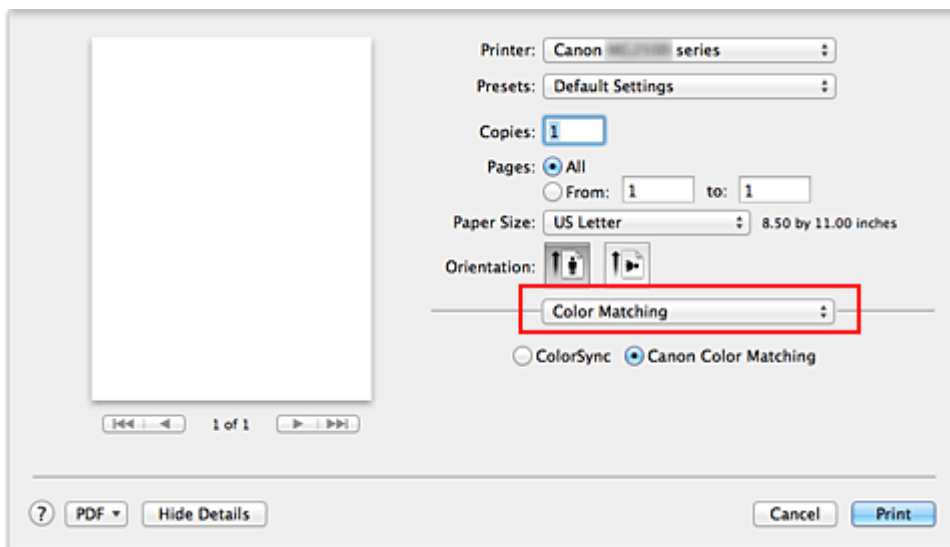 Printer: Canon series
Presets: Default Settings
Copies: 1
Pages: All
From: 1 to: 1
Paper Size: US Letter 8.50 by 11.00 inches
Orientation:
Color Matching
ColorSync Canon Color Matching
1 of 1
? PDF Hide Details Cancel Print